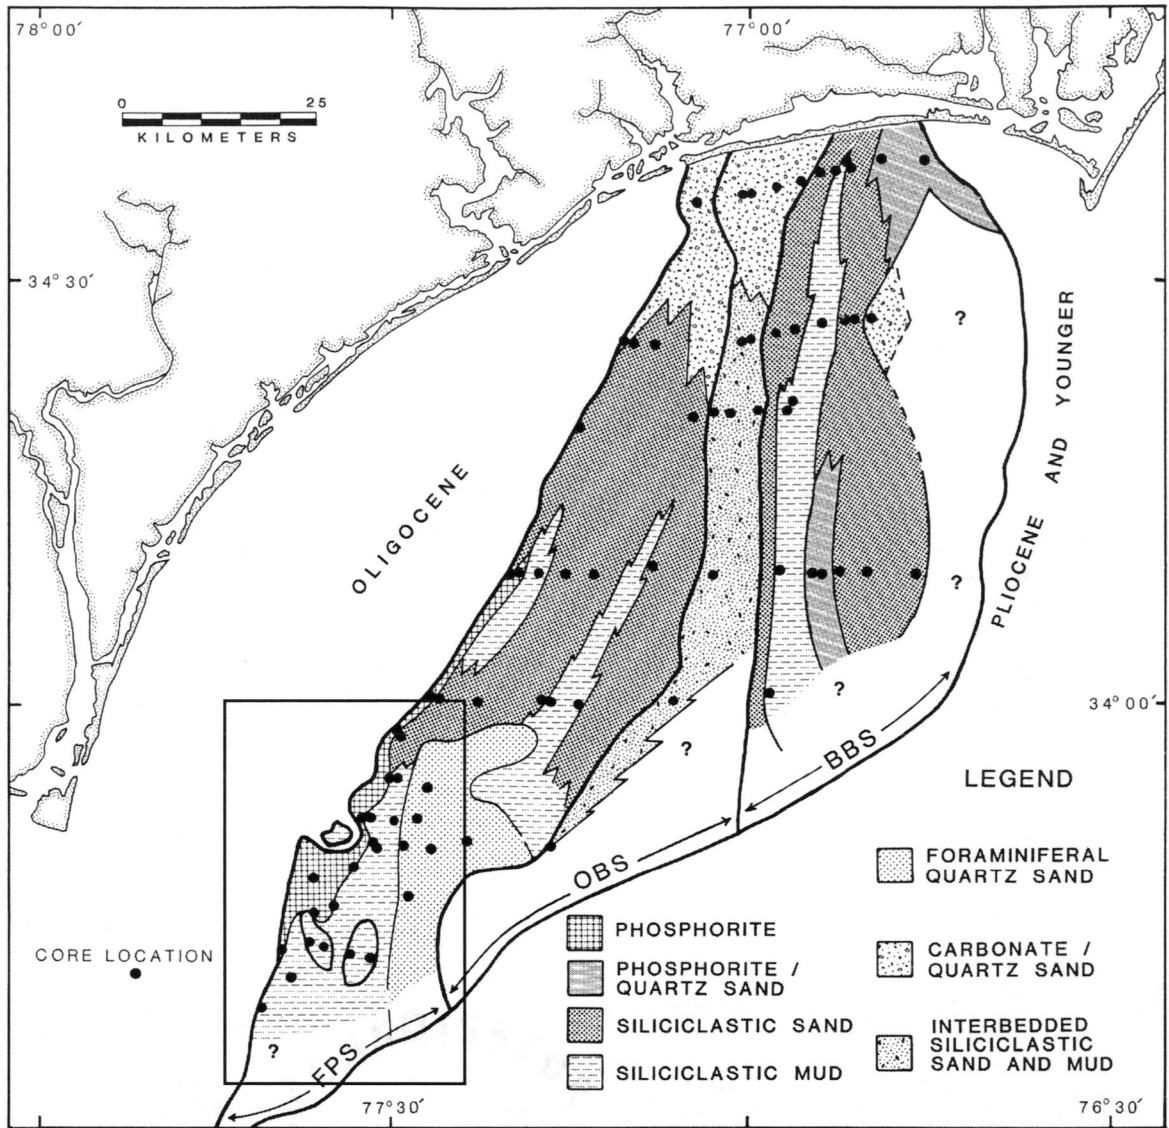 78°00′
77°00′
0 25
KILOMETERS
34°30′
?
OLIGOCENE
PLIOCENE AND YOUNGER
?
?
34°00′
?
BBS
LEGEND
OBS
FORAMINIFERAL
QUARTZ SAND
PHOSPHORITE
CORE LOCATION
CARBONATE /
QUARTZ SAND
PHOSPHORITE /
QUARTZ SAND
SILICICLASTIC SAND
INTERBEDDED
SILICICLASTIC
SAND AND MUD
?
FPS
SILICICLASTIC MUD
77°30′
76°30′